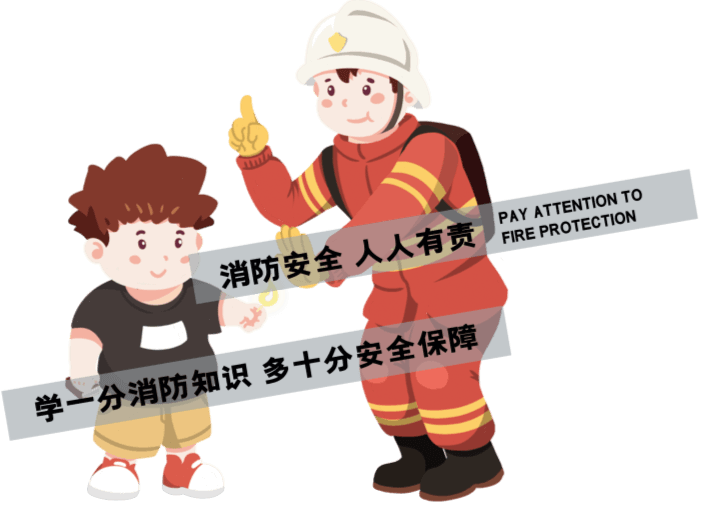 消防安全 人人有责
PAY ATTENTION TO
FIRE PROTECTION
学一分消防知识 多十分安全保障